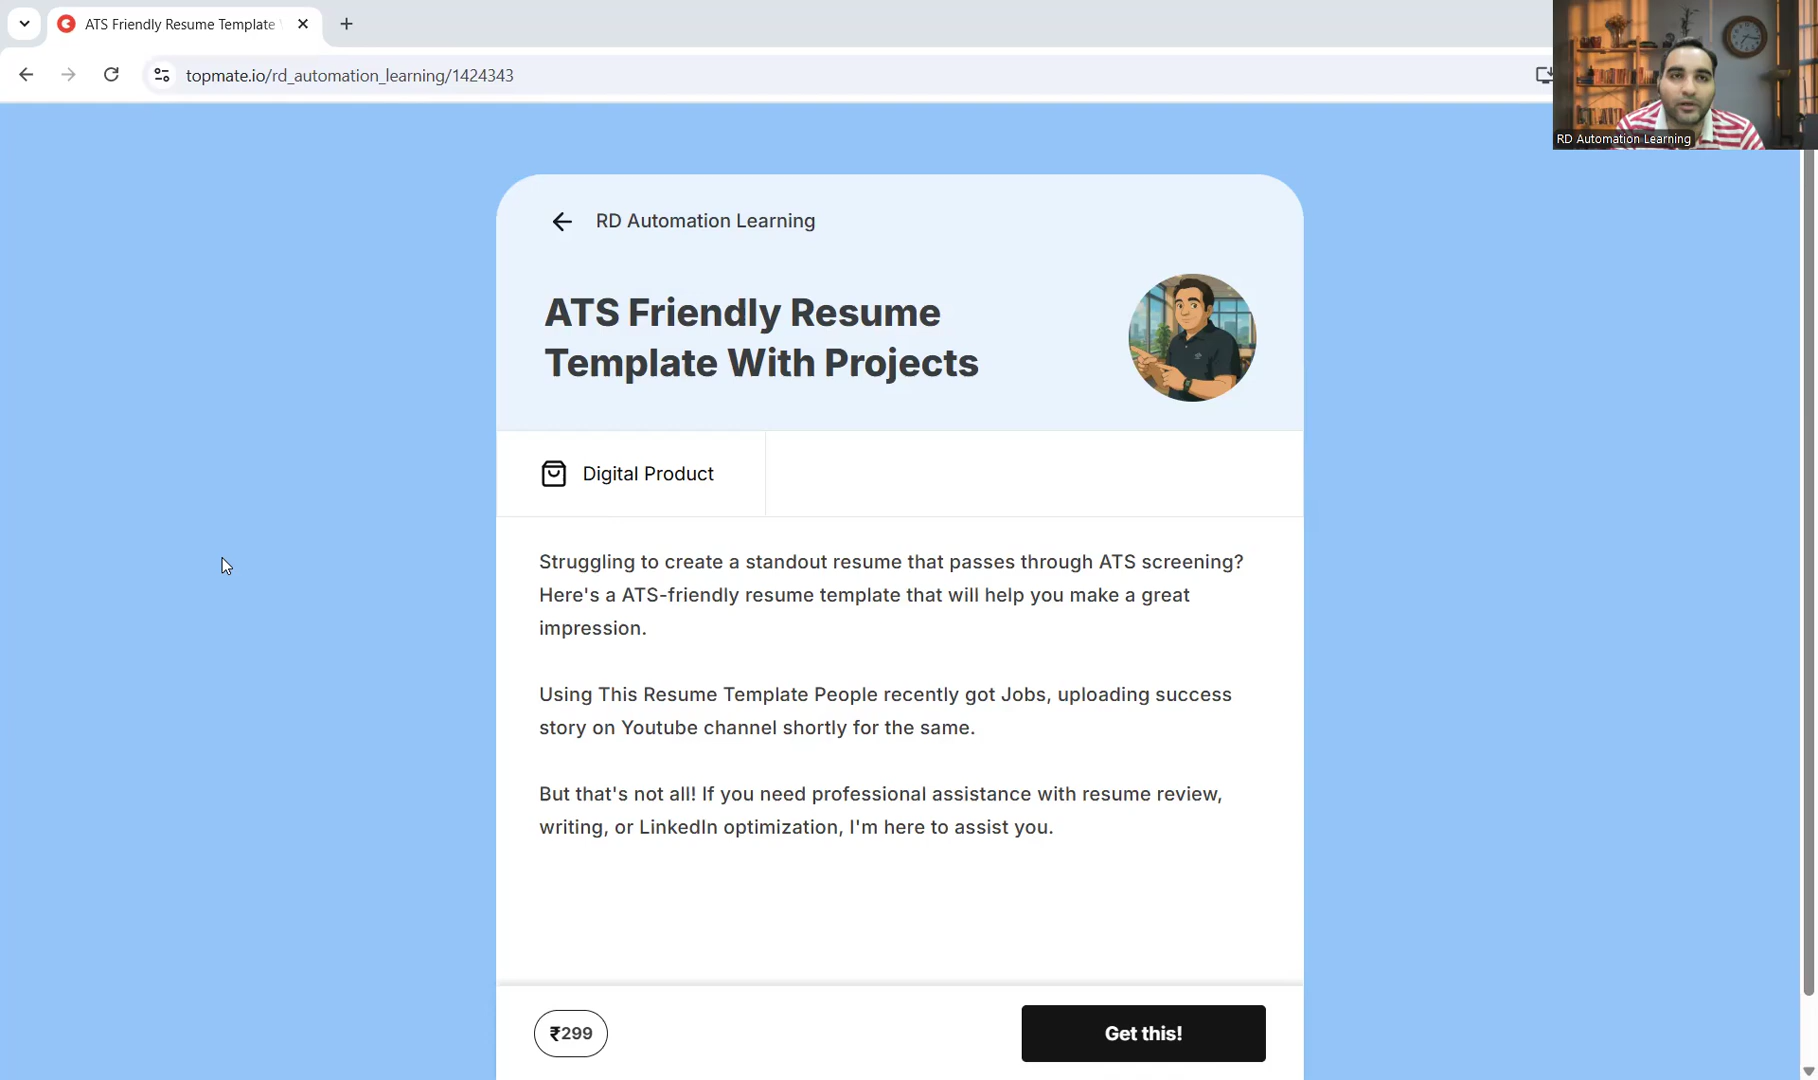 ATS Friendly Resume Template
topmate.io/rd_automation_learning/1424343
RD Automation Learning
RD Automation Learning
ATS Friendly Resume
Template With Projects
Digital Product
Struggling to create a standout resume that passes through ATS screening?
Here's a ATS-friendly resume template that will help you make a great
impression.
Using This Resume Template People recently got Jobs, uploading success
story on Youtube channel shortly for the same.
But that's not all! If you need professional assistance with resume review,
writing, or LinkedIn optimization, I'm here to assist you.
₹299
Get this!